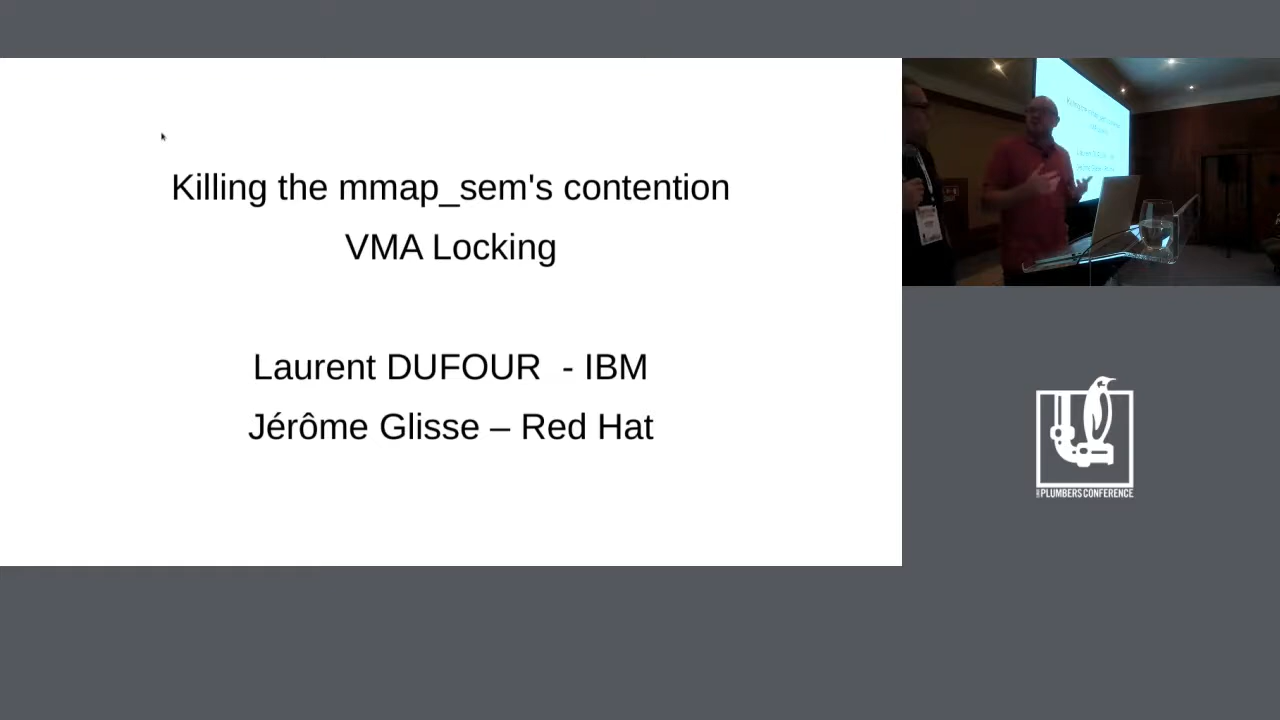 Killing the mmap_sem's contention
VMA Locking
Laurent DUFOUR - IBM
Jérôme Glisse – Red Hat
PLUMBERS CONFERENCE